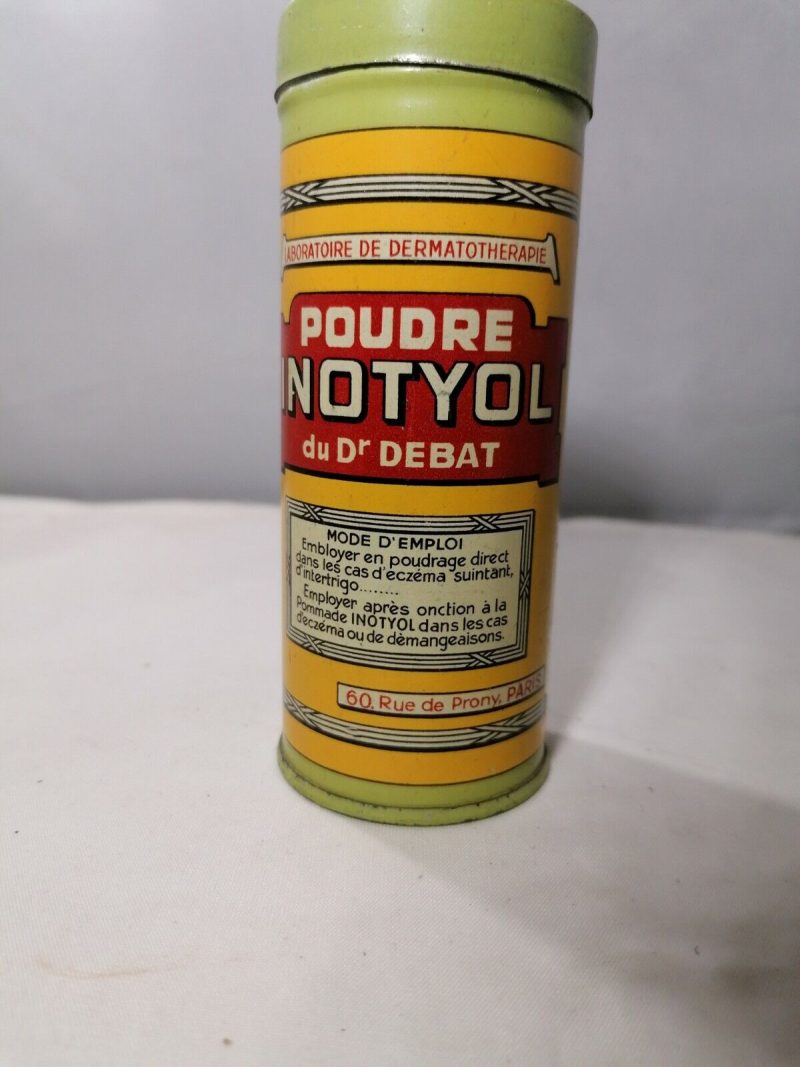 LABORATOIRE DE DERMATOTHERAPIE
POUDRE
INOTYOL
du Dr DEBAT
MODE D'EMPLOI
Embloyer en poudrage direct
dans les cas d'eczéma suintant,
d'intertrigo........
Employer après onction à la
Pommade INOTYOL dans les cas
d'eczéma ou de dèmangeaisons.
60. Rue de Prony, PARIS